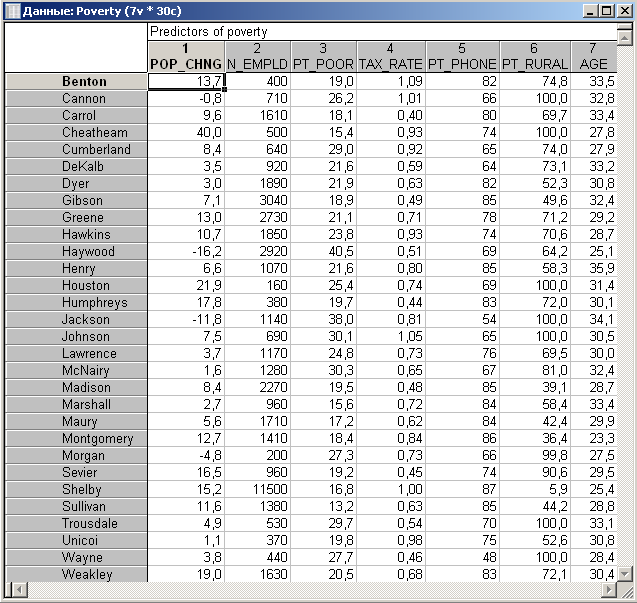 Данные: Poverty (7v * 30c)
Predictors of poverty
1 2 3 4 5 6 7
POP_CHNG N_EMPLD PT_POOR TAX_RATE PT_PHONE PT_RURAL AGE
Benton 13,7 400 19,0 1,09 82 74,8 33,5
Cannon -0,8 710 26,2 1,01 66 100,0 32,8
Carrol 9,6 1610 18,1 0,40 80 69,7 33,4
Cheatheam 40,0 500 15,4 0,93 74 100,0 27,8
Cumberland 8,4 640 29,0 0,92 65 74,0 27,9
DeKalb 3,5 920 21,6 0,59 64 73,1 33,2
Dyer 3,0 1890 21,9 0,63 82 52,3 30,8
Gibson 7,1 3040 18,9 0,49 85 49,6 32,4
Greene 13,0 2730 21,1 0,71 78 71,2 29,2
Hawkins 10,7 1850 23,8 0,93 74 70,6 28,7
Haywood -16,2 2920 40,5 0,51 69 64,2 25,1
Henry 6,6 1070 21,6 0,80 85 58,3 35,9
Houston 21,9 160 25,4 0,74 69 100,0 31,4
Humphreys 17,8 380 19,7 0,44 83 72,0 30,1
Jackson -11,8 1140 38,0 0,81 54 100,0 34,1
Johnson 7,5 690 30,1 1,05 65 100,0 30,5
Lawrence 3,7 1170 24,8 0,73 76 69,5 30,0
McNairy 1,6 1280 30,3 0,65 67 81,0 32,4
Madison 8,4 2270 19,5 0,48 85 39,1 28,7
Marshall 2,7 960 15,6 0,72 84 58,4 33,4
Maury 5,6 1710 17,2 0,62 84 42,4 29,9
Montgomery 12,7 1410 18,4 0,84 86 36,4 23,3
Morgan -4,8 200 27,3 0,73 66 99,8 27,5
Sevier 16,5 960 19,2 0,45 74 90,6 29,5
Shelby 15,2 11500 16,8 1,00 87 5,9 25,4
Sullivan 11,6 1380 13,2 0,63 85 44,2 28,8
Trousdale 4,9 530 29,7 0,54 70 100,0 33,1
Unicoi 1,1 370 19,8 0,98 75 52,6 30,8
Wayne 3,8 440 27,7 0,46 48 100,0 28,4
Weakley 19,0 1630 20,5 0,68 83 72,1 30,4